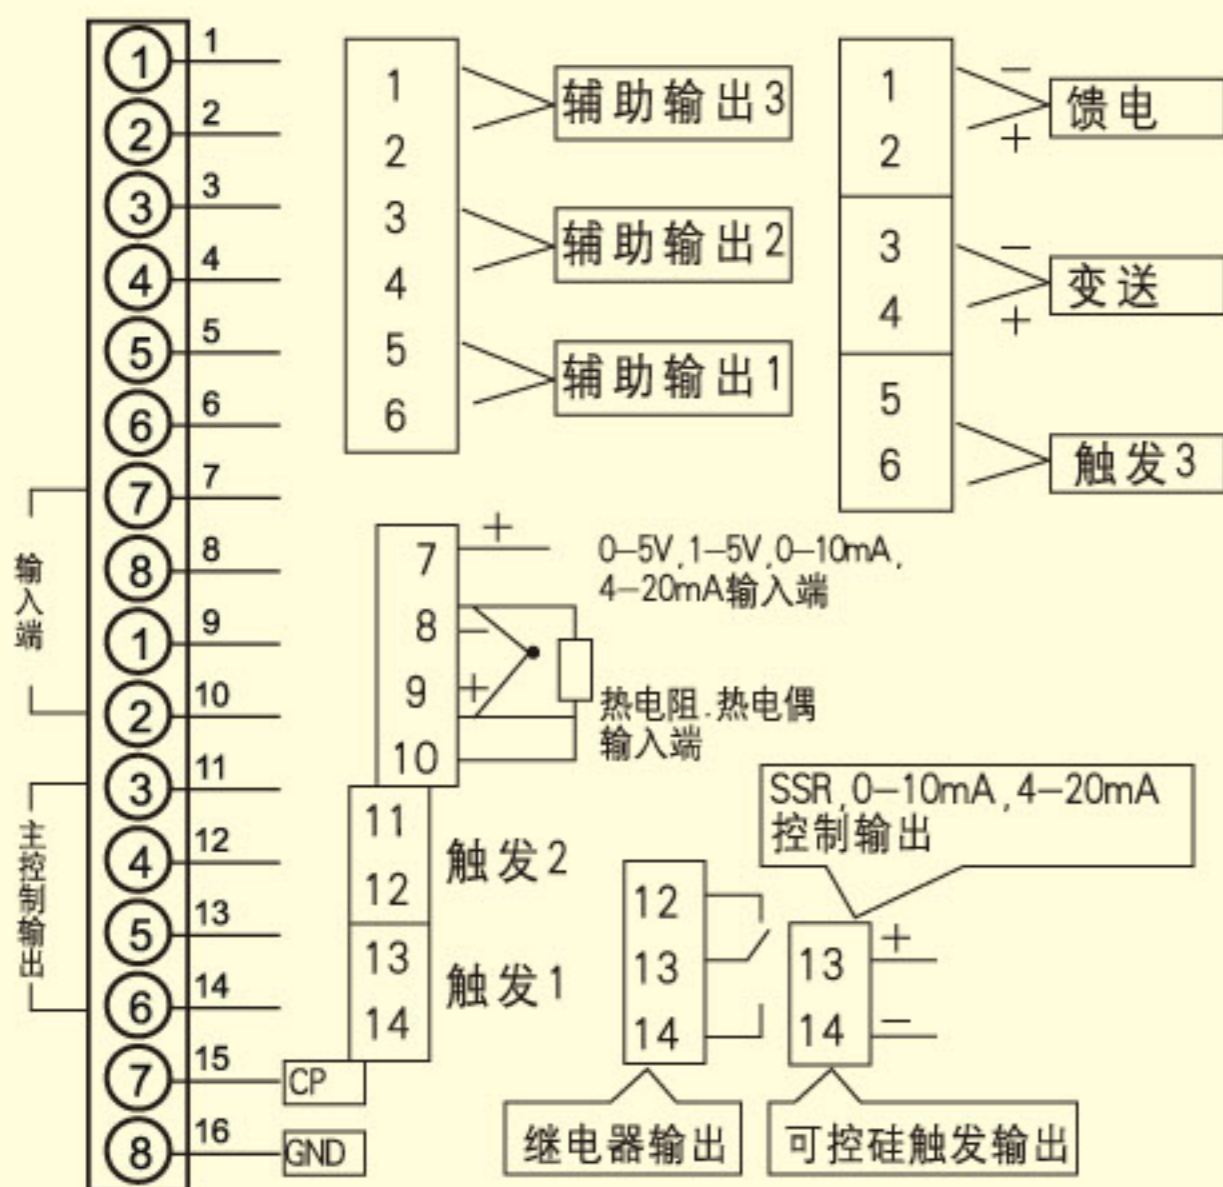 ① 1
② 2
③ 3
④ 4
⑤ 5
⑥ 6
⑦ 7
⑧ 8
① 9
② 10
③ 11
④ 12
⑤ 13
⑥ 14
⑦ 15 CP
⑧ 16 GND
输入端
主控制输出
1
2
3
4
5
6
辅助输出3
辅助输出2
辅助输出1
1
2
3
4
5
6
− 馈电 +
− 变送 +
触发3
7 +
8 −
9 +
10
0−5V,1−5V,0−10mA,
4−20mA输入端
热电阻.热电偶
输入端
11
12
触发2
13
14
触发1
SSR,0−10mA,4−20mA
控制输出
12
13
14
继电器输出
13 +
14 −
可控硅触发输出